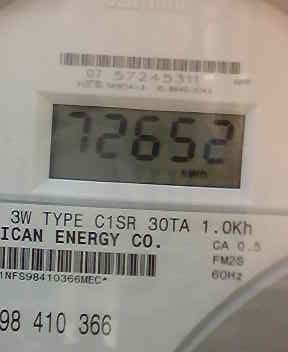 07 57245311
72652
kWh
3W TYPE C1SR 30TA 1.0Kh
ICAN ENERGY CO.
CA 0.5
FM2S
60Hz
1NFS98410366MEC*
98 410 366